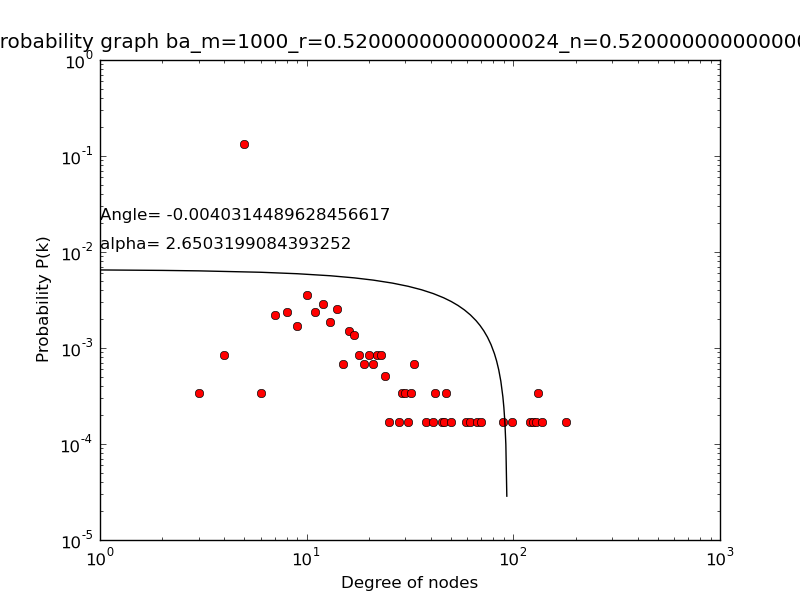 robability graph ba_m=1000_r=0.52000000000000024_n=0.5200000000000000
10^0
10^-1
Angle= -0.0040314489628456617
alpha= 2.6503199084393252
10^-2
Probability P(k)
10^-3
10^-4
10^-5
10^0 10^1 10^2 10^3
Degree of nodes